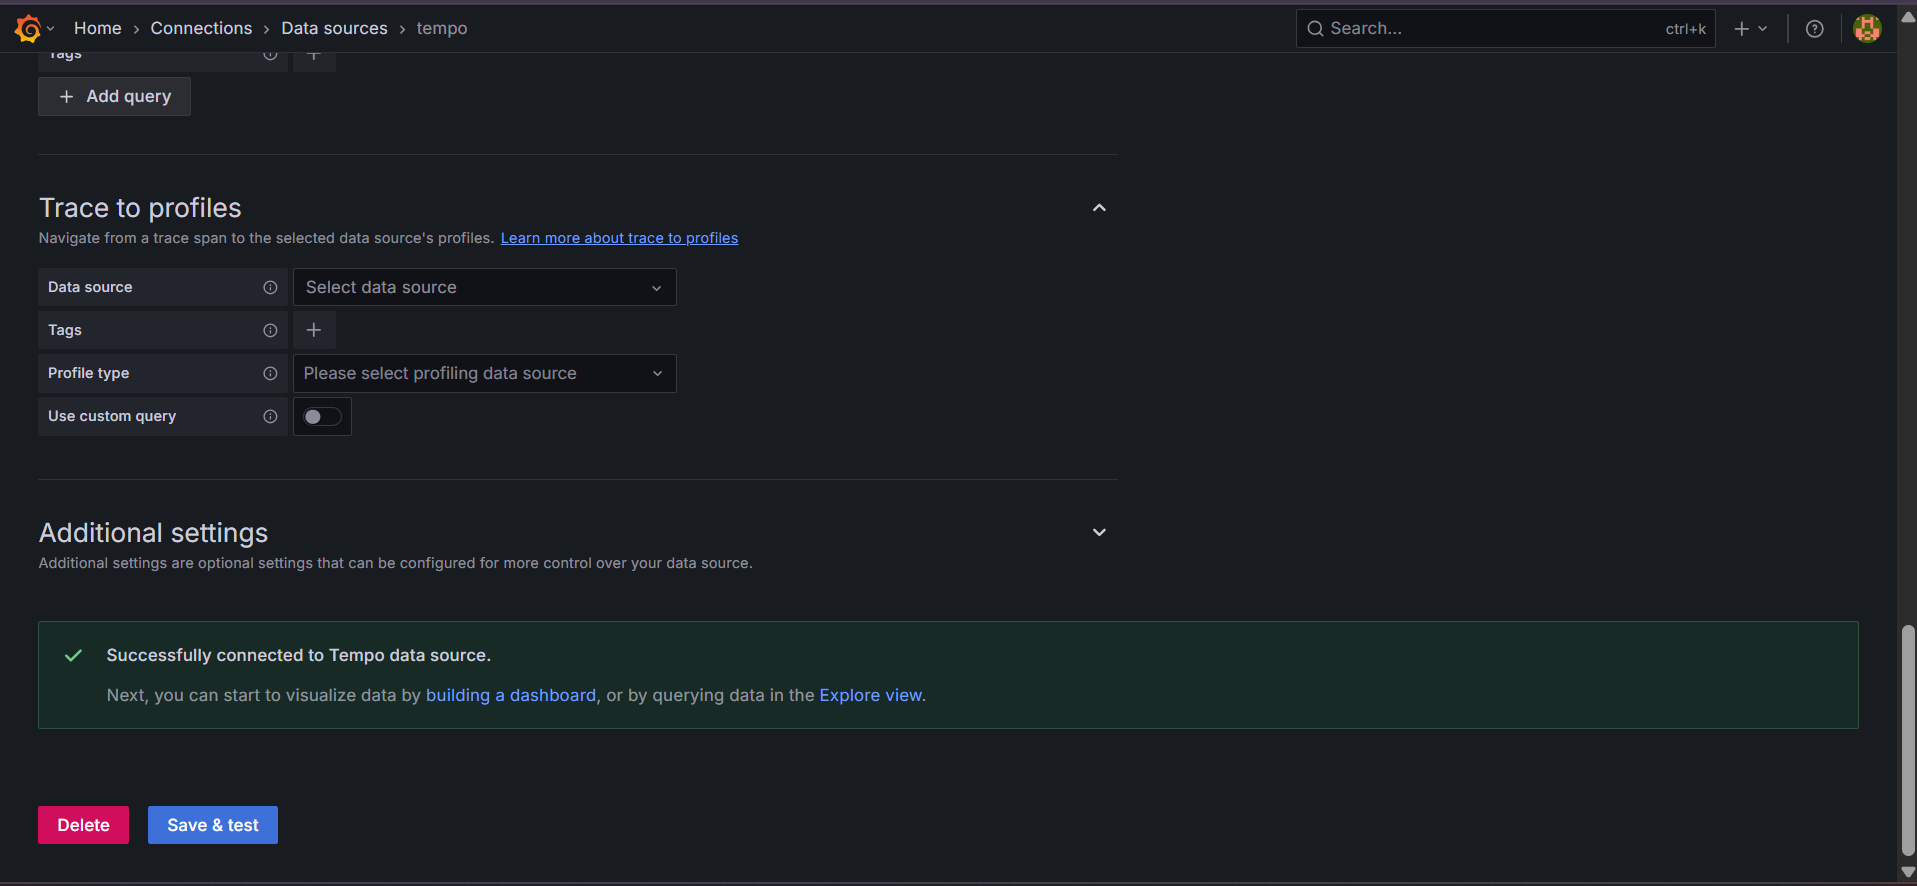 Home › Connections › Data sources › tempo
Search...
ctrl+k
Tags
Add query
Trace to profiles
Navigate from a trace span to the selected data source's profiles. Learn more about trace to profiles
Data source
Select data source
Tags
Profile type
Please select profiling data source
Use custom query
Additional settings
Additional settings are optional settings that can be configured for more control over your data source.
Successfully connected to Tempo data source.
Next, you can start to visualize data by building a dashboard, or by querying data in the Explore view.
Delete
Save & test